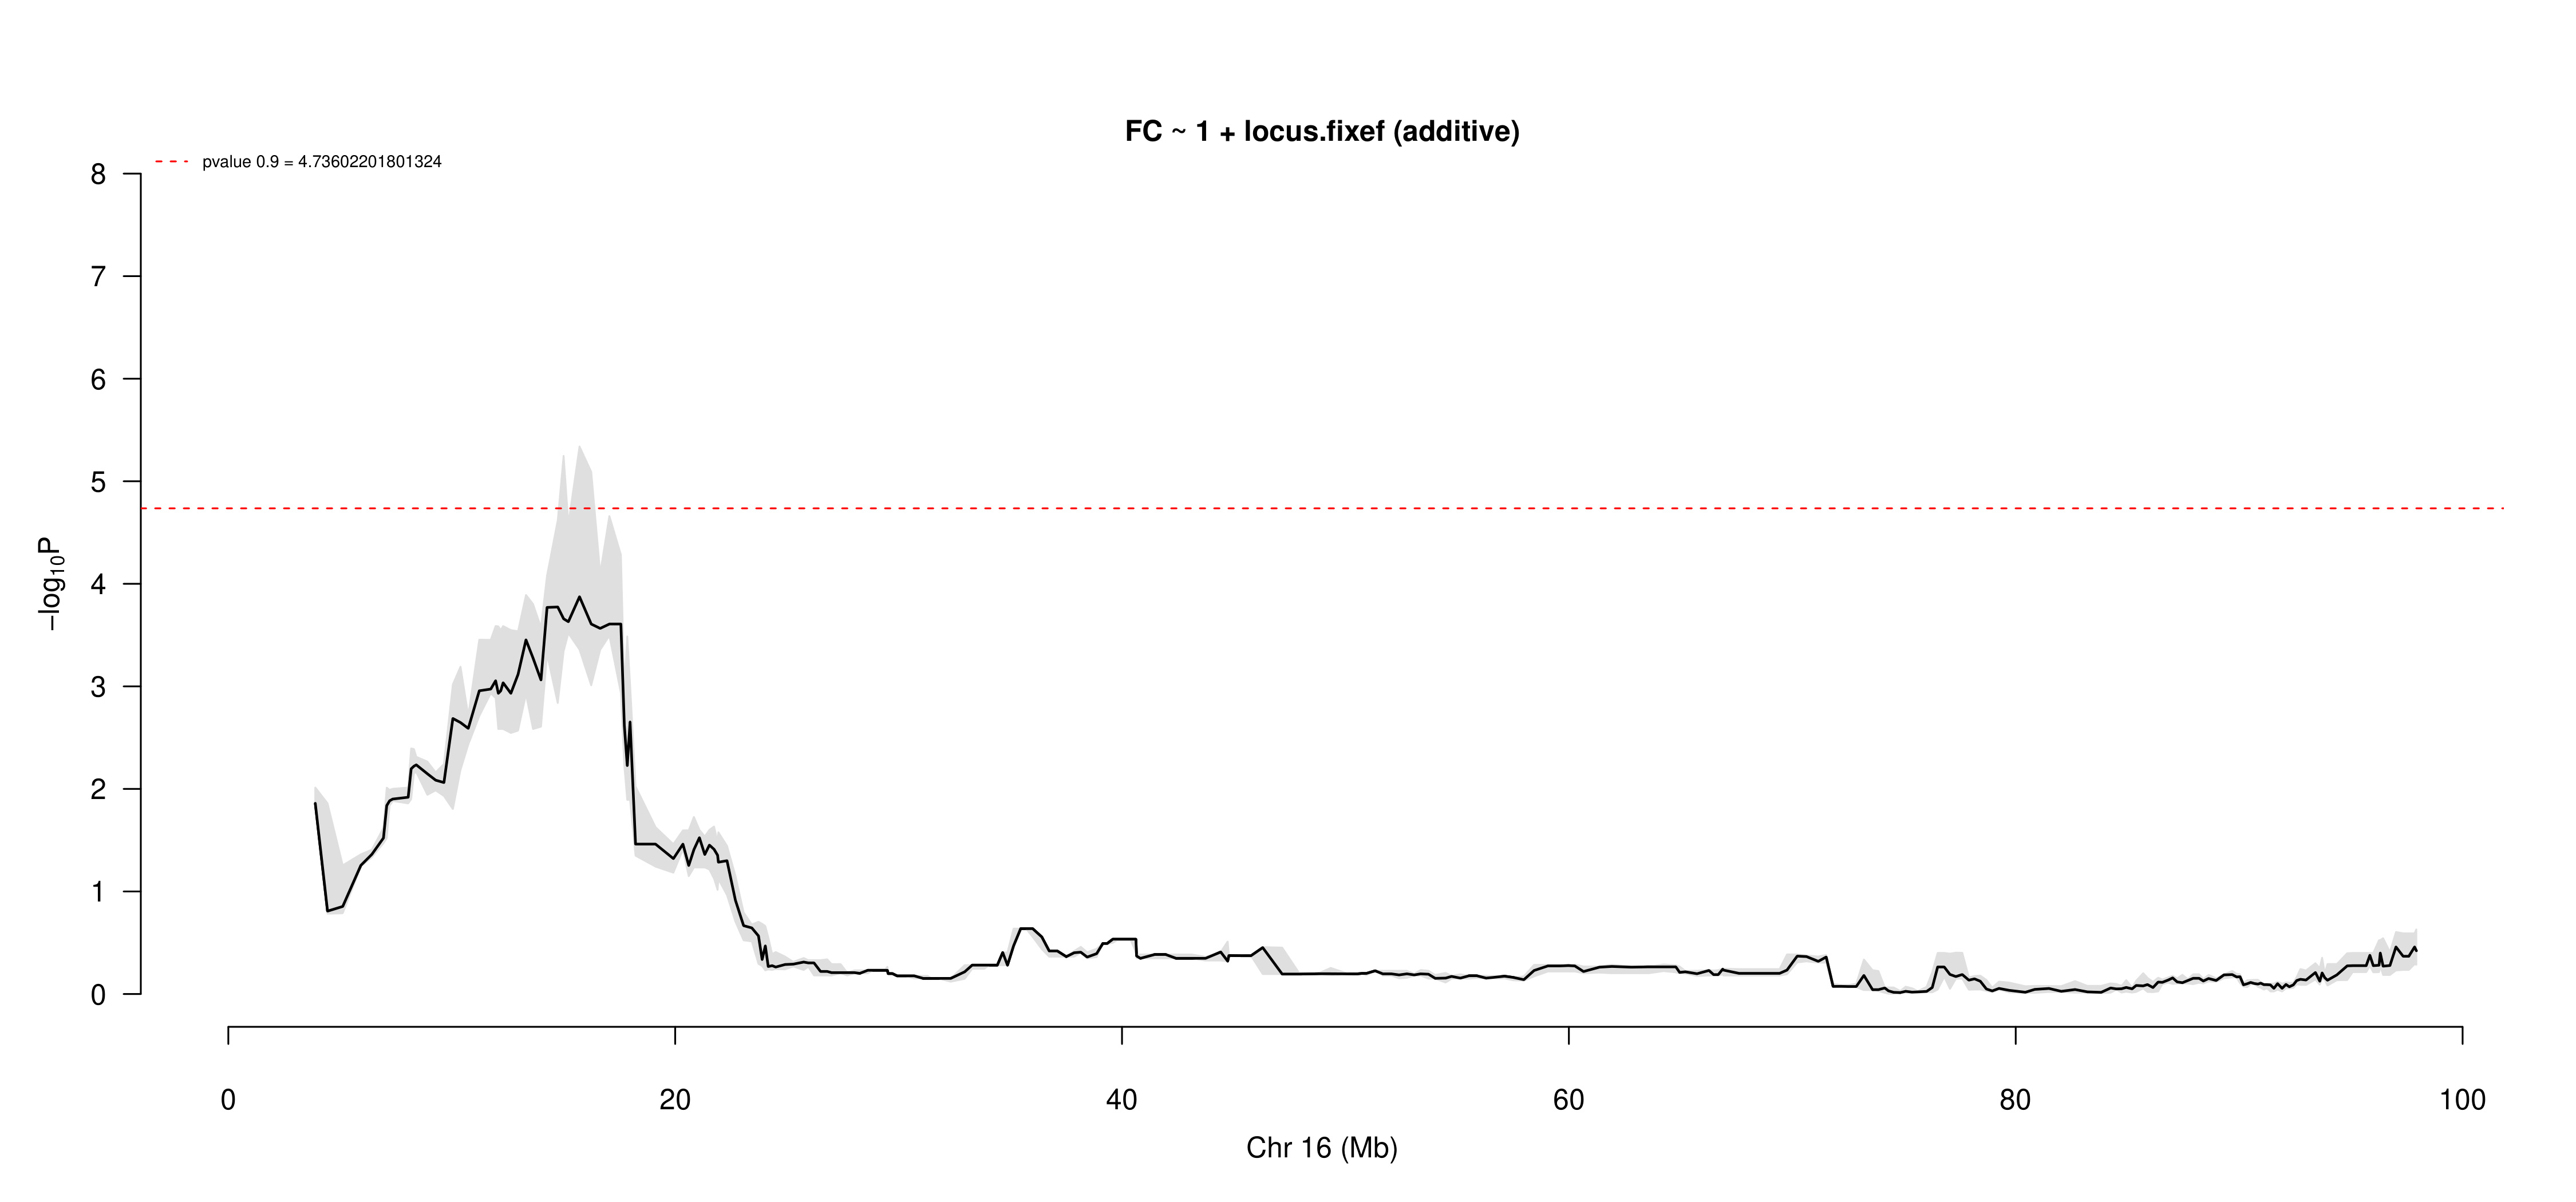 FC ~ 1 + locus.fixef (additive)
pvalue 0.9 = 4.73602201801324
8
7
6
5
4
3
2
1
0
−log10P
0 20 40 60 80 100
Chr 16 (Mb)